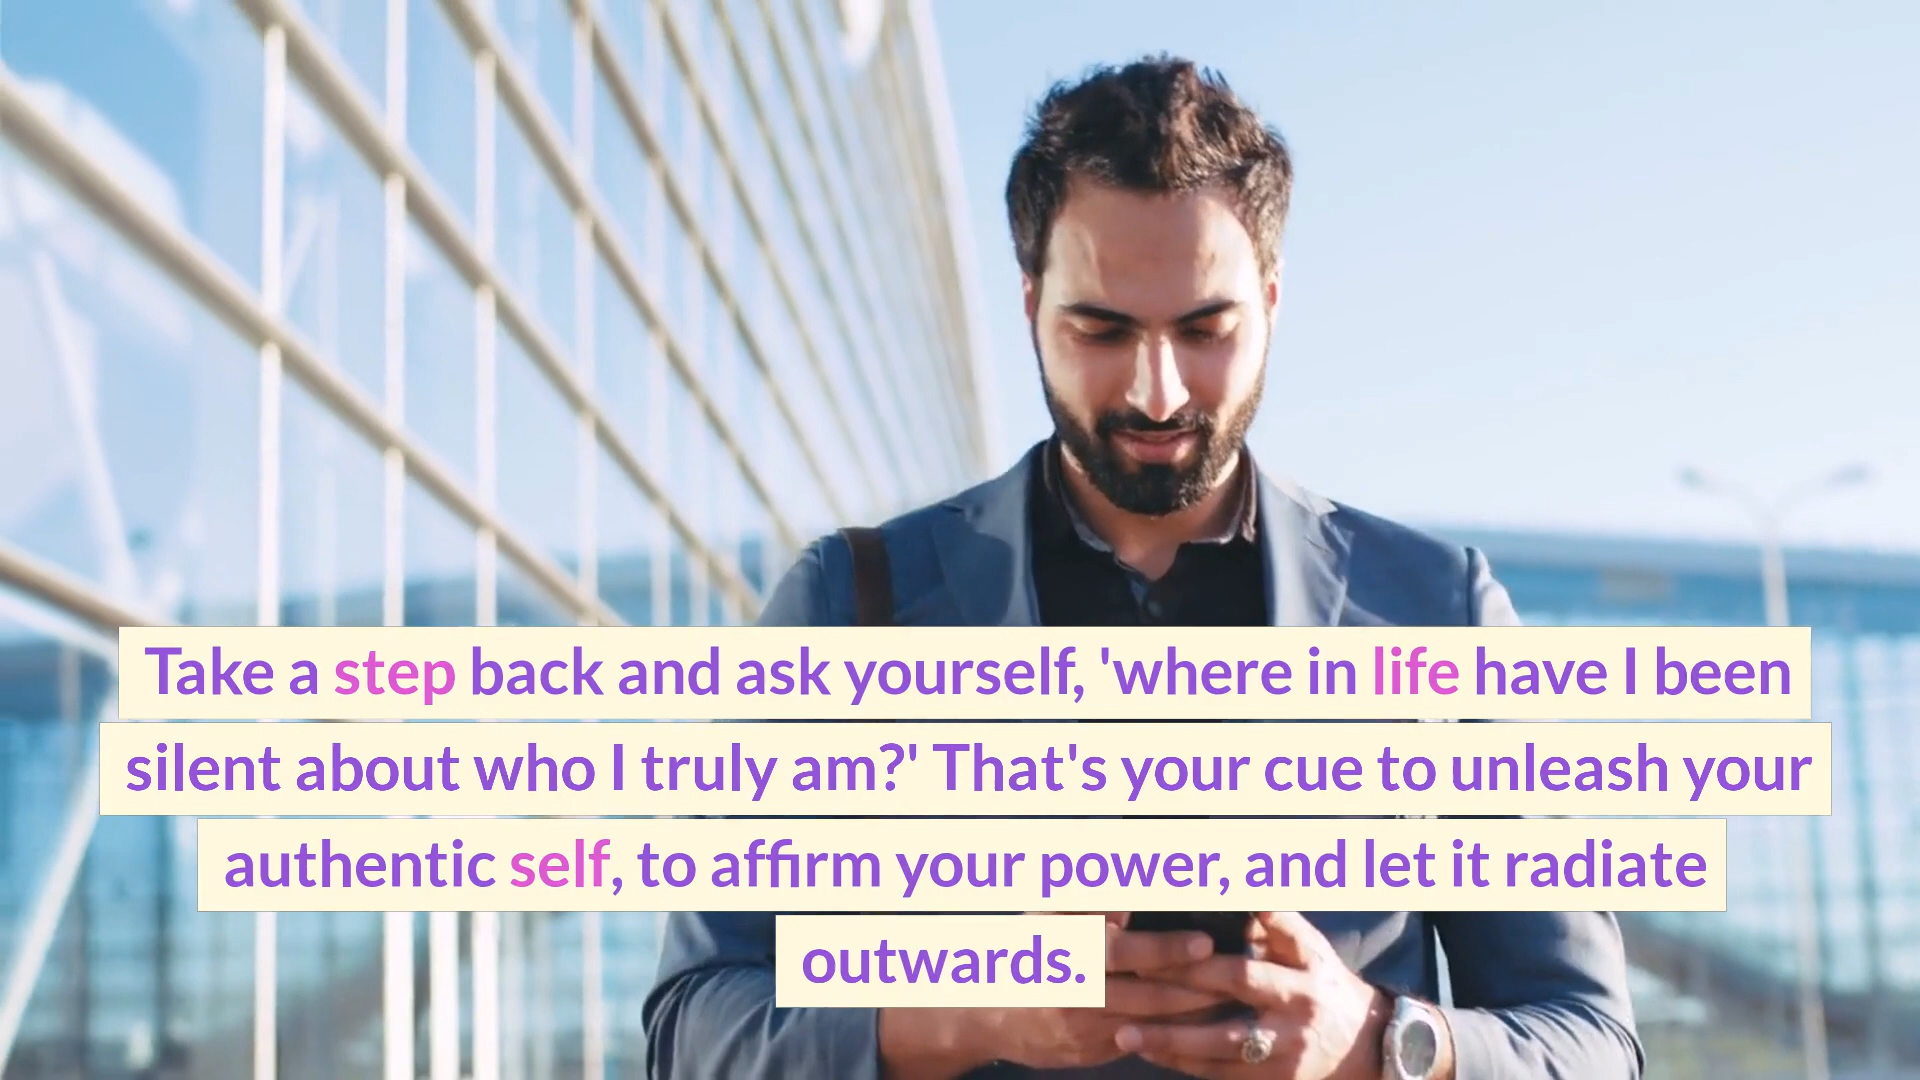 Take a step back and ask yourself, 'where in life have I been
silent about who I truly am?' That's your cue to unleash your
authentic self, to affirm your power, and let it radiate
outwards.